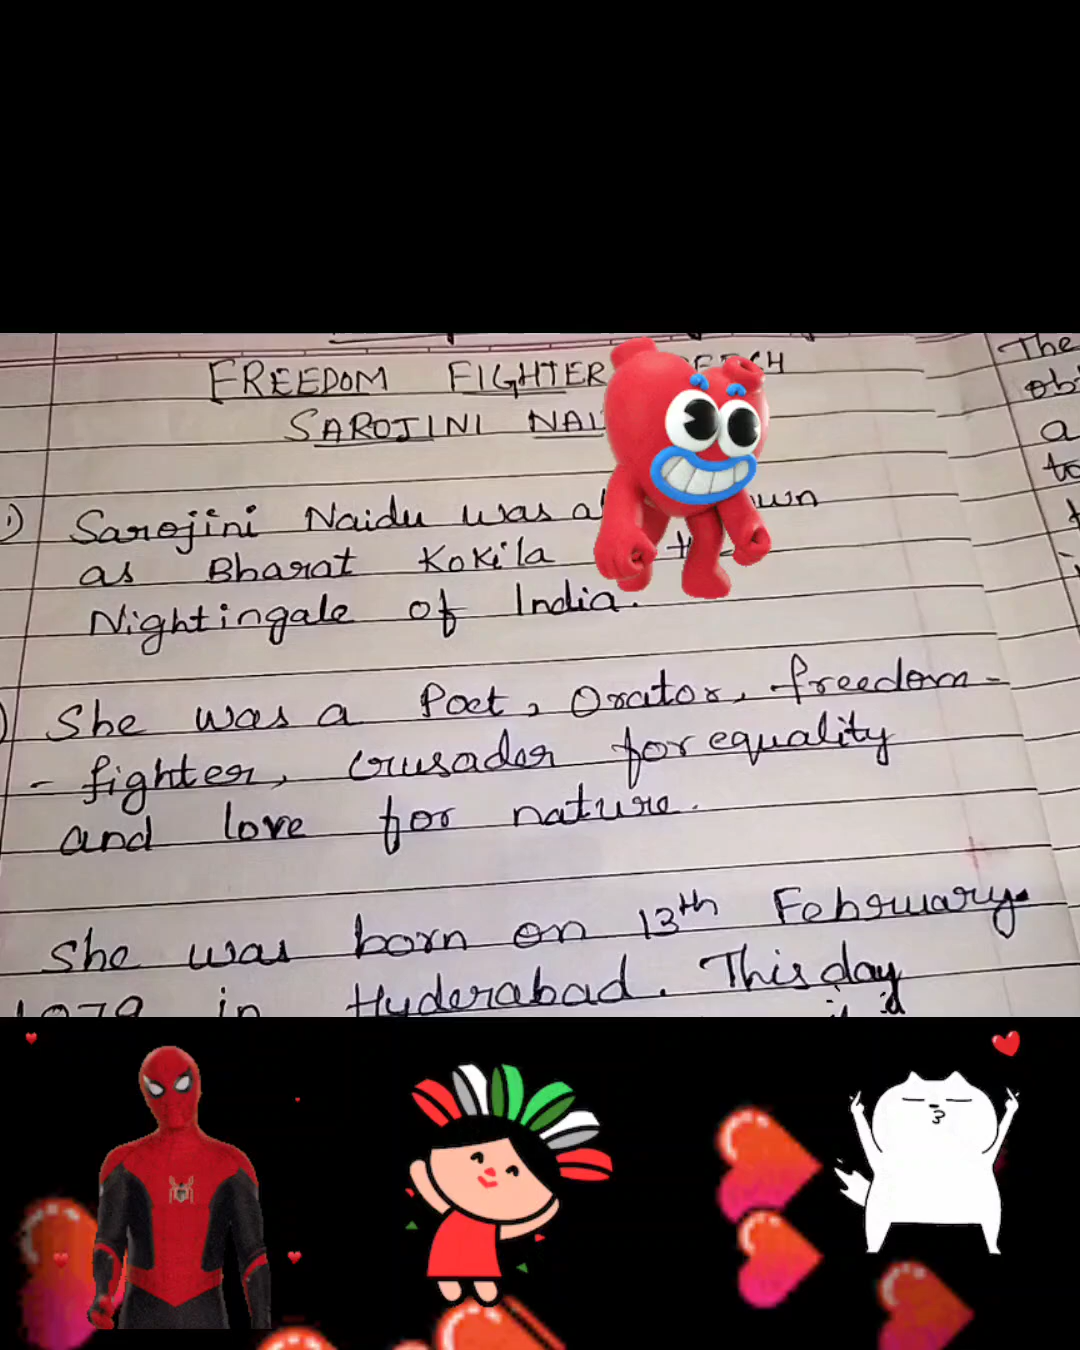 FREEDOM FIGHTER
SAROJINI
i) Sarojini Naidu was
as Bharat Kokila
Nightingale of India.
She was a Poet, Orator, freedom-
- fighter, crusader for equality
and love for nature.
She was born on 13th February
in Hyderabad. This day
The
a
to